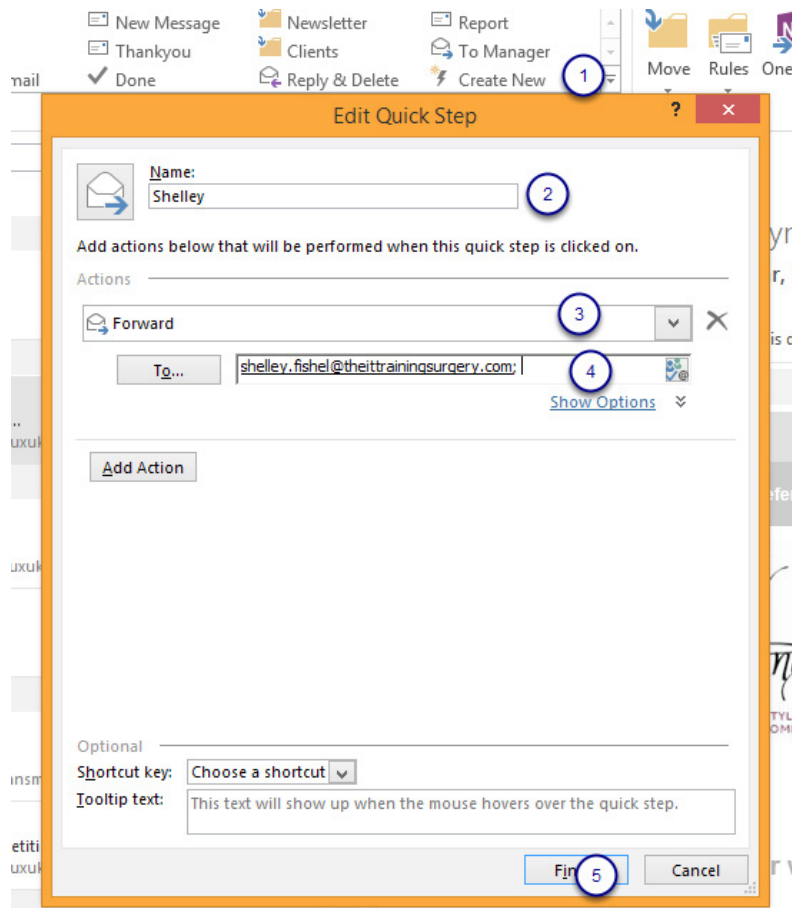 New Message Newsletter Report
Thankyou Clients To Manager
Done Reply & Delete Create New 1 Move Rules
Edit Quick Step ?
Name:
Shelley 2
Add actions below that will be performed when this quick step is clicked on.
Actions
Forward 3
To... shelley.fishel@theittrainingsurgery.com; 4
Show Options
Add Action
Optional
Shortcut key: Choose a shortcut
Tooltip text: This text will show up when the mouse hovers over the quick step.
5 Cancel